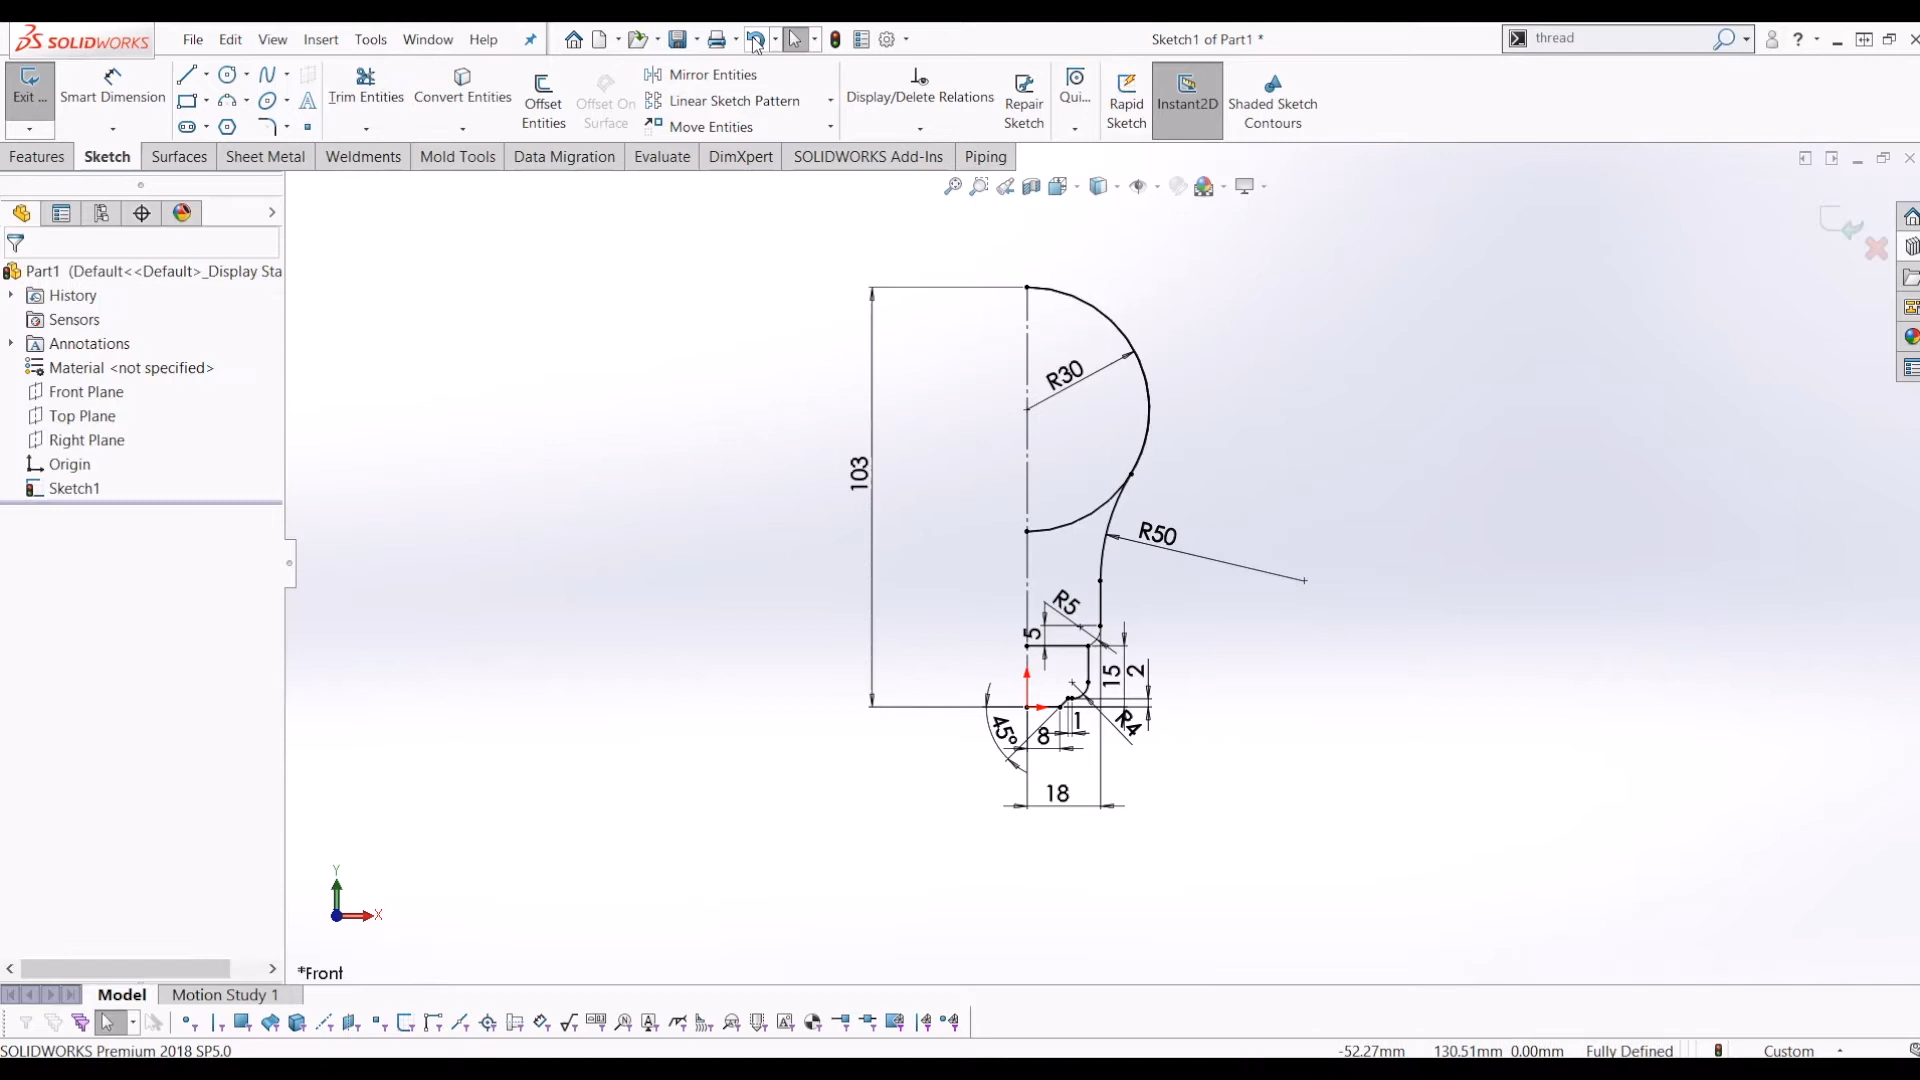 SOLIDWORKS
File Edit View Insert Tools Window Help
Sketch1 of Part1 *
thread
Exit ...
Smart Dimension
Trim Entities
Convert Entities
Offset Entities
Offset On Surface
Mirror Entities
Linear Sketch Pattern
Move Entities
Display/Delete Relations
Repair Sketch
Qui...
Rapid Sketch
Instant2D
Shaded Sketch Contours
Features Sketch Surfaces Sheet Metal Weldments Mold Tools Data Migration Evaluate DimXpert SOLIDWORKS Add-Ins Piping
Part1 (Default<<Default>_Display Sta
History
Sensors
Annotations
Material <not specified>
Front Plane
Top Plane
Right Plane
Origin
Sketch1
R30
103
R50
R5
5
15
2
45°
8
1
R4
18
Y
X
*Front
Model Motion Study 1
SOLIDWORKS Premium 2018 SP5.0
-52.27mm 130.51mm 0.00mm Fully Defined Custom